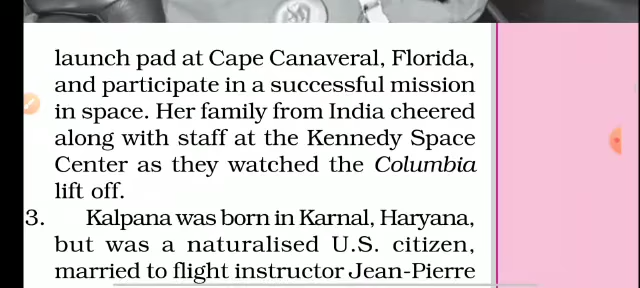 launch pad at Cape Canaveral, Florida,
and participate in a successful mission
in space. Her family from India cheered
along with staff at the Kennedy Space
Center as they watched the Columbia
lift off.
3. Kalpana was born in Karnal, Haryana,
but was a naturalised U.S. citizen,
married to flight instructor Jean-Pierre